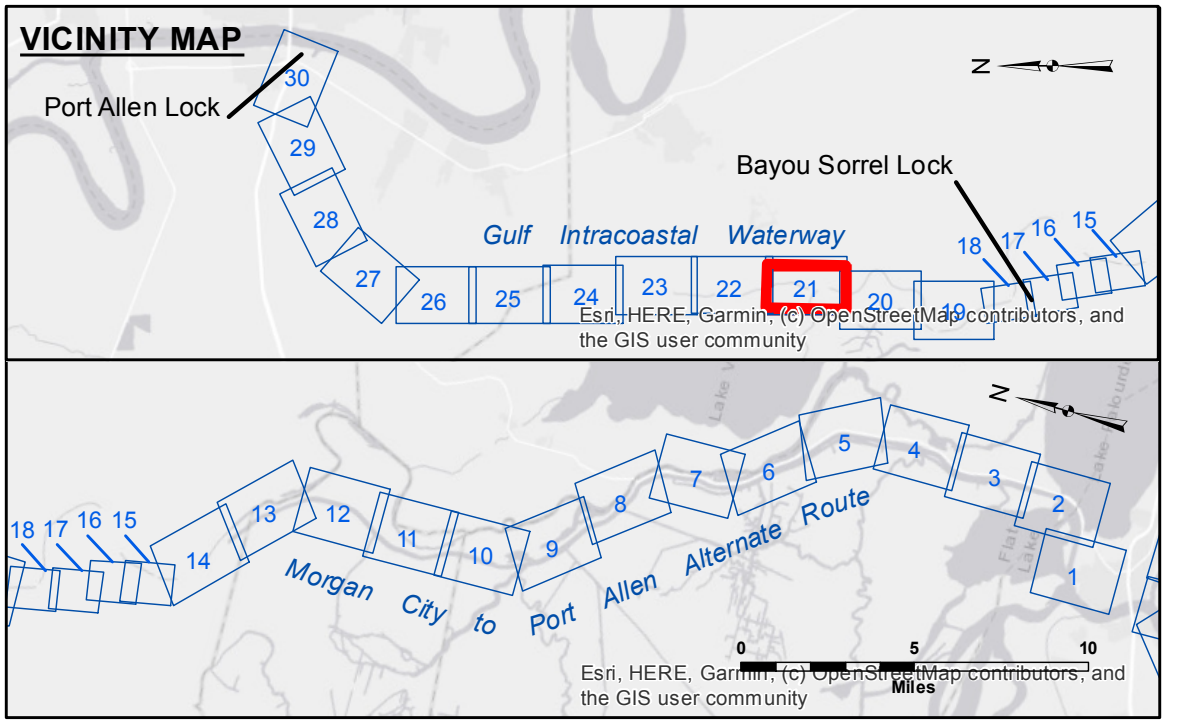 VICINITY MAP
N
30
Port Allen Lock
29
Bayou Sorrel Lock
28
Gulf Intracoastal Waterway
18 17 16 15
27 26 25 24 23 22 21 20 19
Esri, HERE, Garmin, (c) OpenStreetMap contributors, and
the GIS user community
N
Lake
5
4
7 6 3
8 2
13 12
18 17 16 15
11 10 9
14
Flat
Lake
1
Morgan City to Port Allen Alternate Route
0 5 10
Miles
Esri, HERE, Garmin, (c) OpenStreetMap contributors, and
the GIS user community